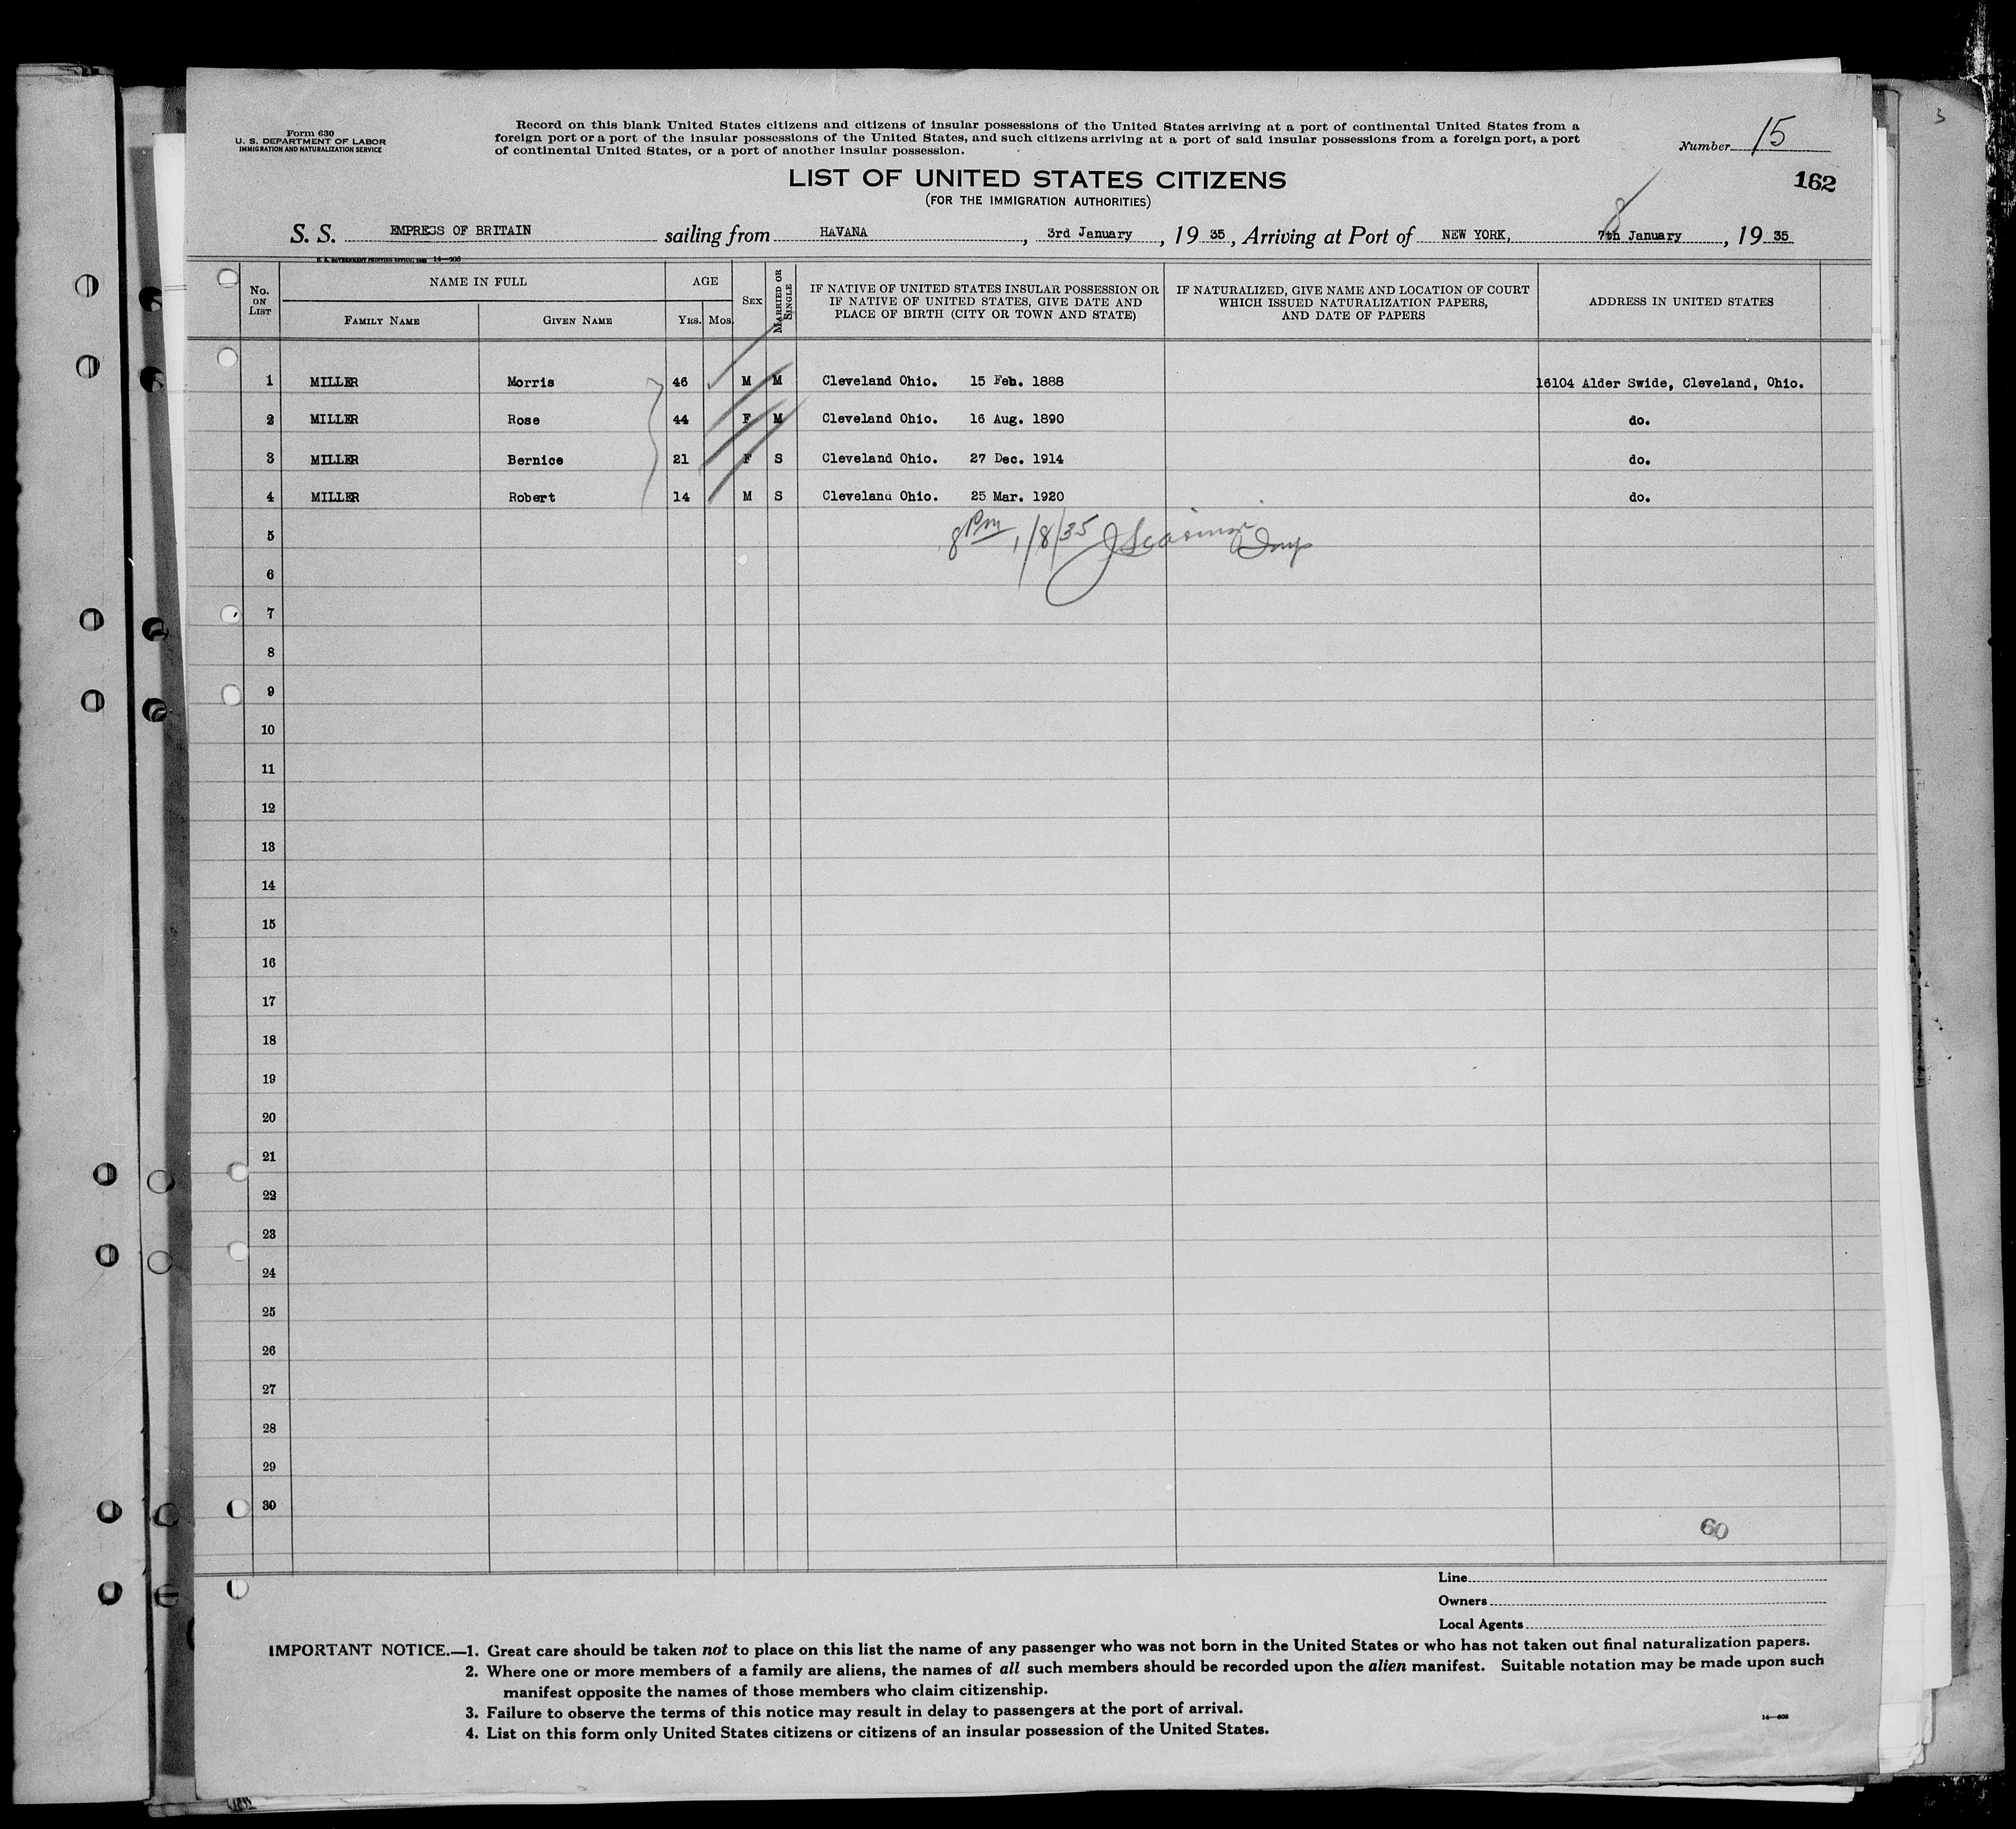 Form 630
U. S. DEPARTMENT OF LABOR
IMMIGRATION AND NATURALIZATION SERVICE
Record on this blank United States citizens and citizens of insular possessions of the United States arriving at a port of continental United States from a
foreign port or a port of the insular possessions of the United States, and such citizens arriving at a port of said insular possessions from a foreign port, a port
of continental United States, or a port of another insular possession.
Number 15
162
LIST OF UNITED STATES CITIZENS
(FOR THE IMMIGRATION AUTHORITIES)
8
S. S. EMPRESS OF BRITAIN sailing from HAVANA, 3rd January, 1935, Arriving at Port of NEW YORK, 7th January, 1935
U. S. GOVERNMENT PRINTING OFFICE: 14—508
No. ON LIST
NAME IN FULL
FAMILY NAME GIVEN NAME
AGE
YRS. MOS.
SEX
MARRIED OR SINGLE
IF NATIVE OF UNITED STATES INSULAR POSSESSION OR
IF NATIVE OF UNITED STATES, GIVE DATE AND
PLACE OF BIRTH (CITY OR TOWN AND STATE)
IF NATURALIZED, GIVE NAME AND LOCATION OF COURT
WHICH ISSUED NATURALIZATION PAPERS,
AND DATE OF PAPERS
ADDRESS IN UNITED STATES
1 MILLER Morris 46 M M Cleveland Ohio. 15 Feb. 1888 16104 Alder Swide, Cleveland, Ohio.
2 MILLER Rose 44 F M Cleveland Ohio. 16 Aug. 1890 do.
3 MILLER Bernice 21 F S Cleveland Ohio. 27 Dec. 1914 do.
4 MILLER Robert 14 M S Cleveland Ohio. 25 Mar. 1920 do.
8 Pm, 1/8/35
5
6
7
8
9
10
11
12
13
14
15
16
17
18
19
20
21
22
23
24
25
26
27
28
29
30
60
Line
Owners
Local Agents
IMPORTANT NOTICE.—1. Great care should be taken not to place on this list the name of any passenger who was not born in the United States or who has not taken out final naturalization papers.
2. Where one or more members of a family are aliens, the names of all such members should be recorded upon the alien manifest. Suitable notation may be made upon such
manifest opposite the names of those members who claim citizenship.
3. Failure to observe the terms of this notice may result in delay to passengers at the port of arrival.
4. List on this form only United States citizens or citizens of an insular possession of the United States.
14—508